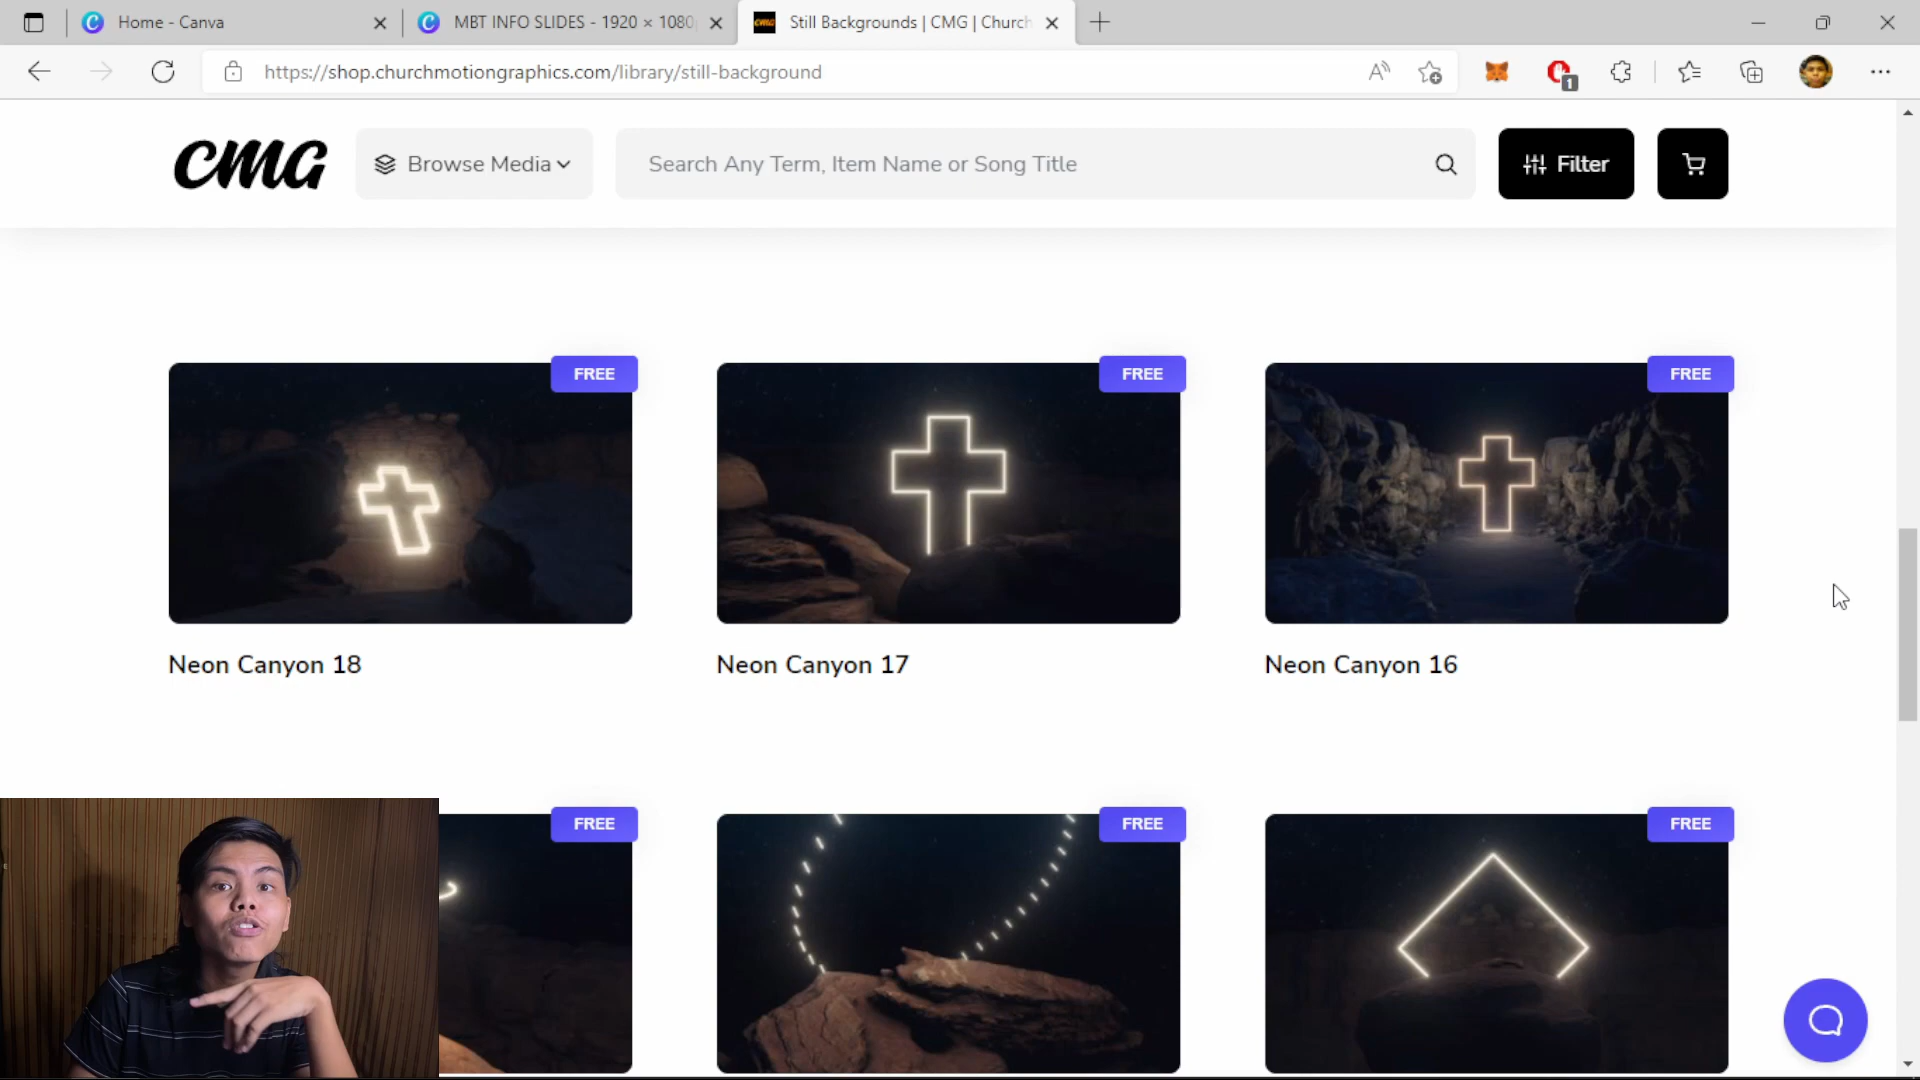 Home - Canva
MBT INFO SLIDES - 1920 × 1080
Still Backgrounds | CMG | Church
https://shop.churchmotiongraphics.com/library/still-background
1
CMG
Browse Media
Search Any Term, Item Name or Song Title
Filter
FREE
FREE
FREE
Neon Canyon 18
Neon Canyon 17
Neon Canyon 16
FREE
FREE
FREE